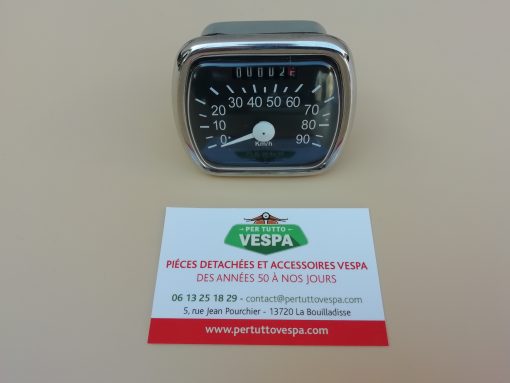 00002
30 40 50 60
20 70
10 80
0 90
Km/h
PER TUTTO
VESPA
PIÉCES DETACHÉES ET ACCESSOIRES VESPA
DES ANNÉES 50 À NOS JOURS
06 13 25 18 29 - contact@pertuttovespa.com
5, rue Jean Pourchier - 13720 La Bouilladisse
www.pertuttovespa.com